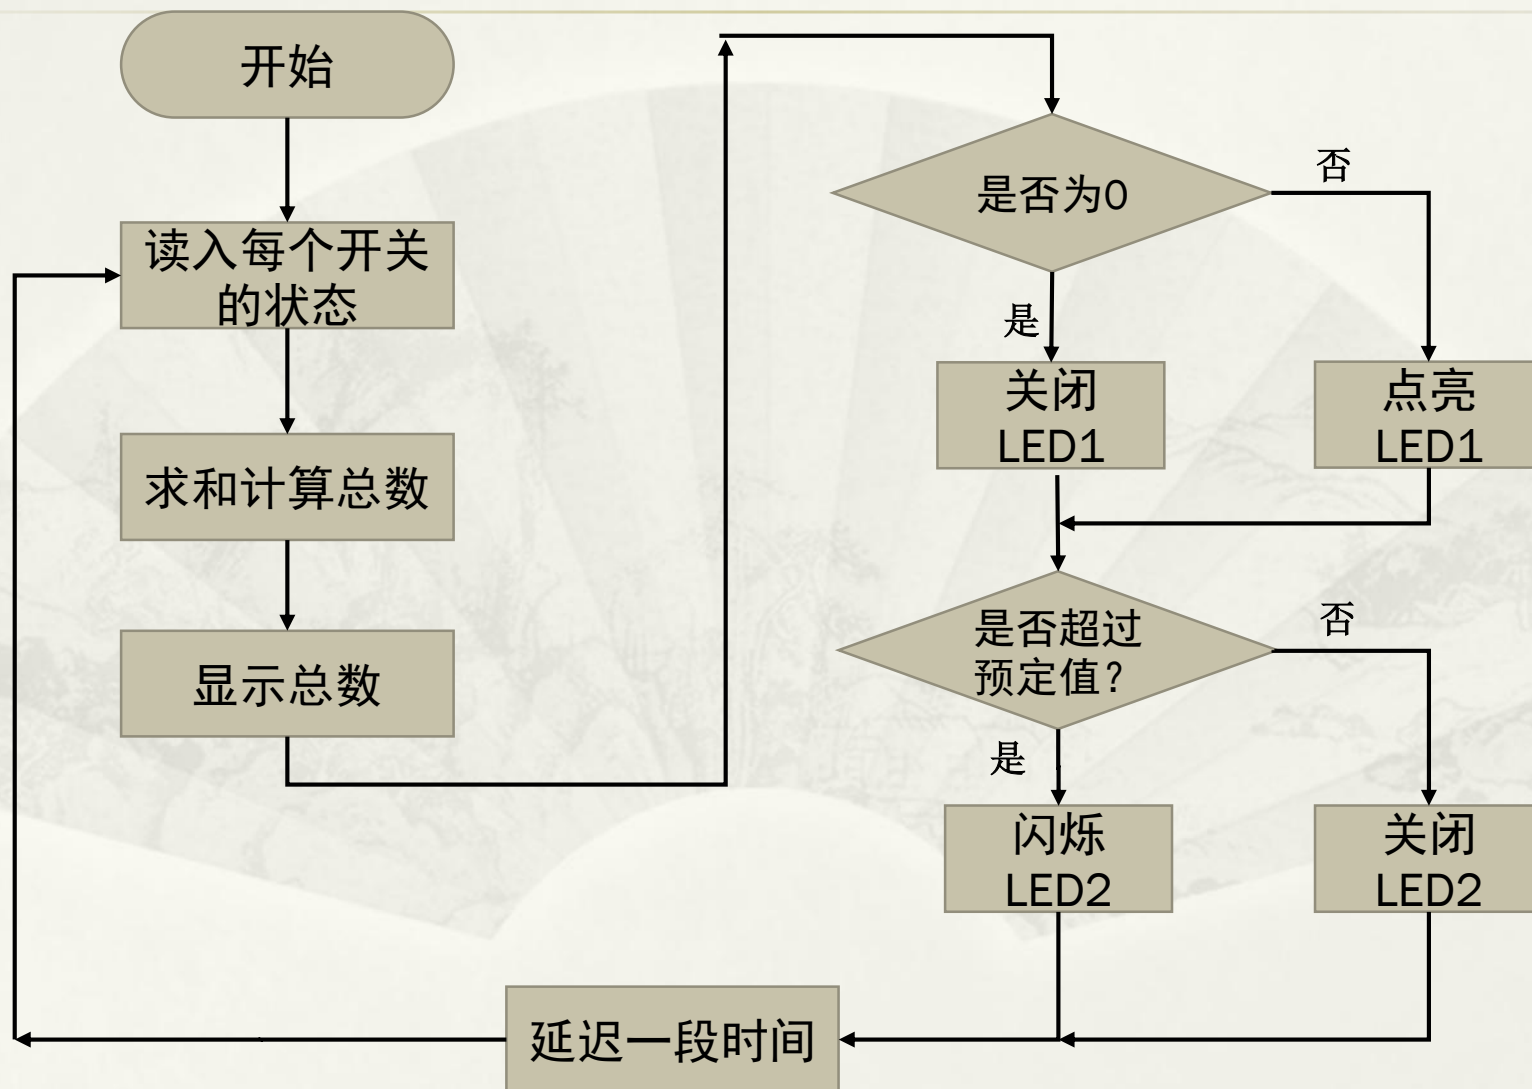 开始
读入每个开关
的状态
求和计算总数
显示总数
是否为0
否
是
关闭
LED1
点亮
LED1
是否超过
预定值？
否
是
闪烁
LED2
关闭
LED2
延迟一段时间